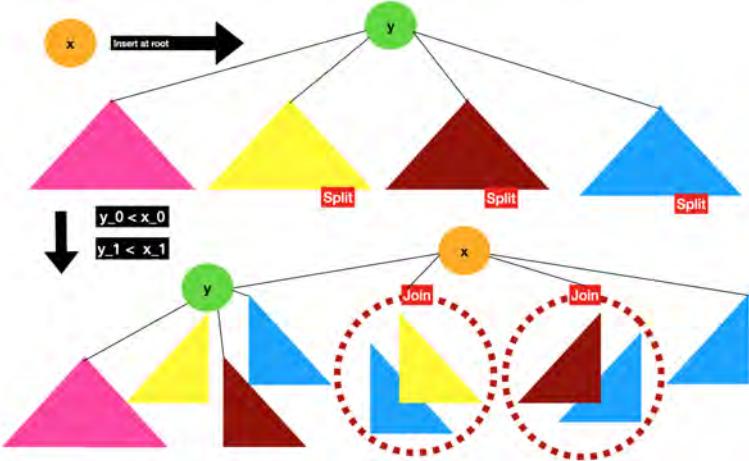 x
Insert at root
y
Split
Split
Split
y_0 < x_0
y_1 < x_1
x
y
Join
Join